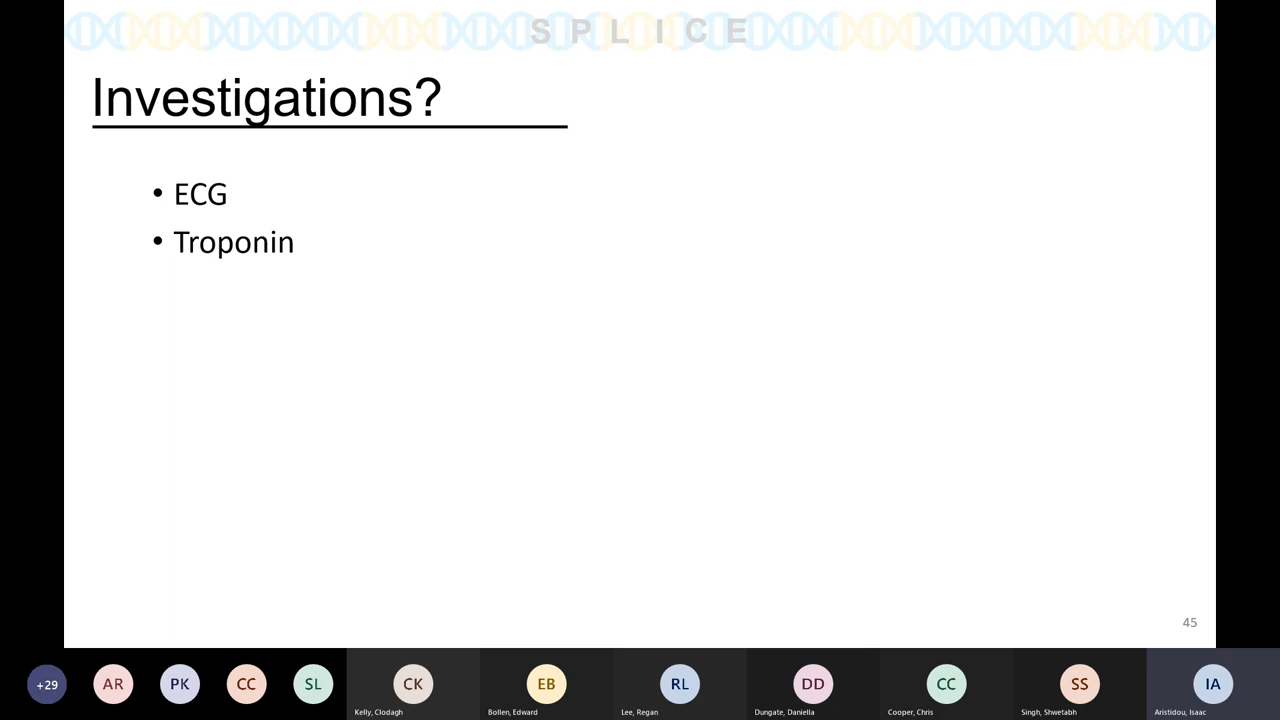 S P L I C E
Investigations?
• ECG
• Troponin
45
+29
AR
PK
CC
SL
CK
EB
RL
DD
CC
SS
IA
Kelly, Clodagh
Bollen, Edward
Lee, Regan
Dungate, Daniella
Cooper, Chris
Singh, Shwetabh
Aristidou, Isaac